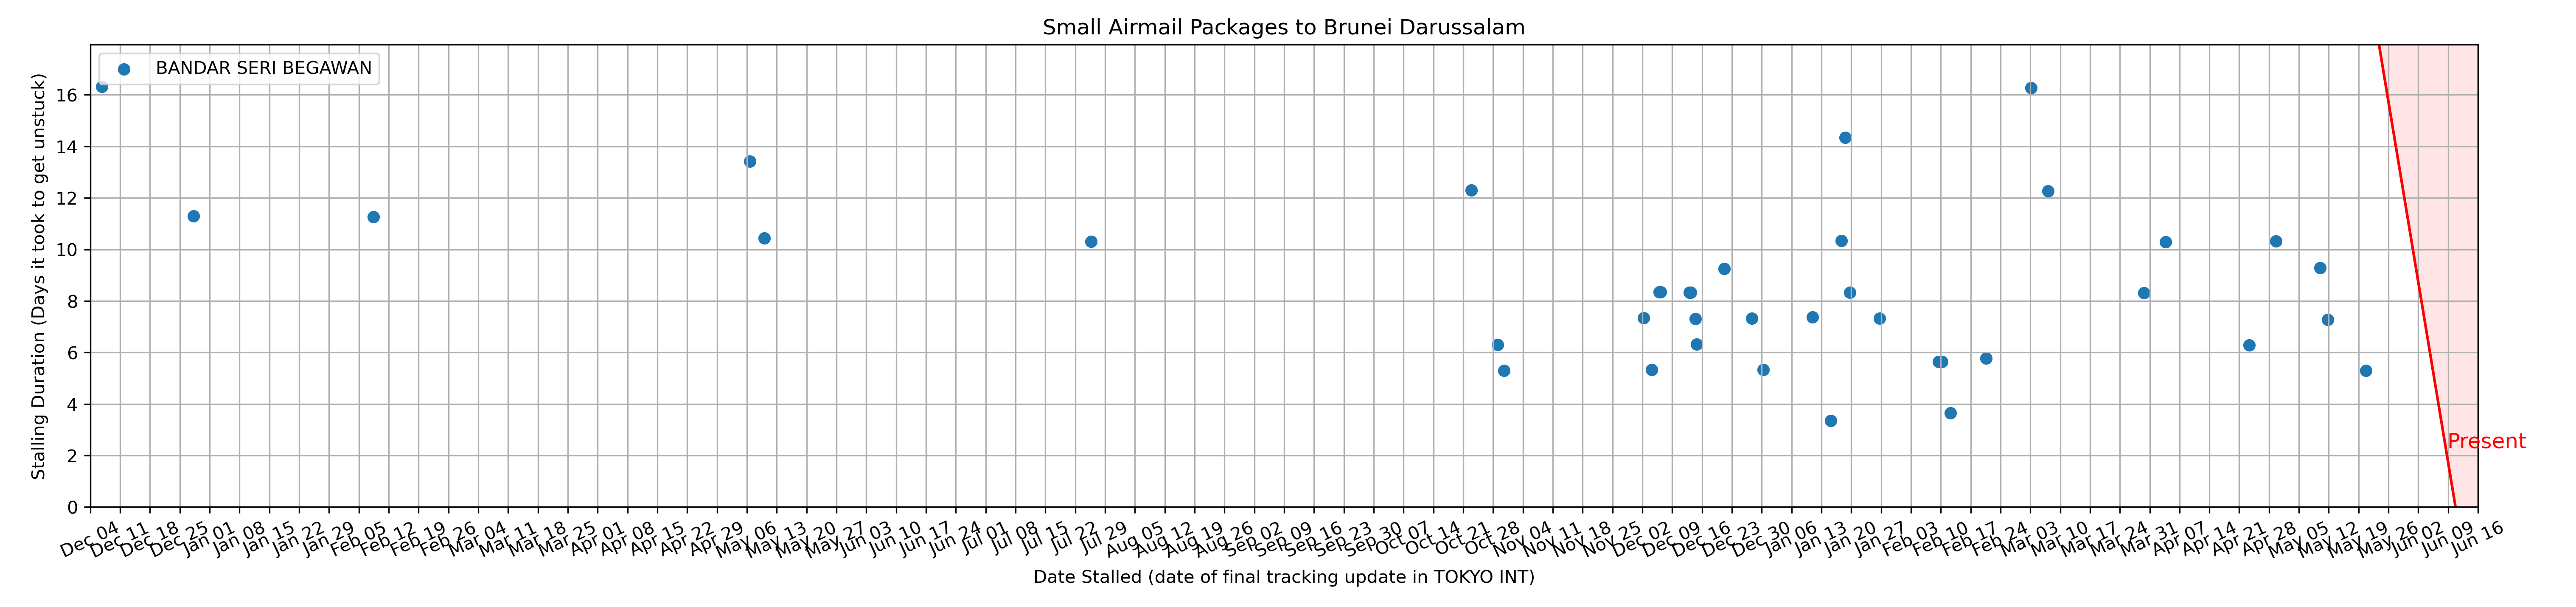 Small Airmail Packages to Brunei Darussalam
BANDAR SERI BEGAWAN
Stalling Duration (Days it took to get unstuck)
16
14
12
10
8
6
4
2
0
Present
Dec 04
Dec 11
Dec 18
Dec 25
Jan 01
Jan 08
Jan 15
Jan 22
Jan 29
Feb 05
Feb 12
Feb 19
Feb 26
Mar 04
Mar 11
Mar 18
Mar 25
Apr 01
Apr 08
Apr 15
Apr 22
Apr 29
May 06
May 13
May 20
May 27
Jun 03
Jun 10
Jun 17
Jun 24
Jul 01
Jul 08
Jul 15
Jul 22
Jul 29
Aug 05
Aug 12
Aug 19
Aug 26
Sep 02
Sep 09
Sep 16
Sep 23
Sep 30
Oct 07
Oct 14
Oct 21
Oct 28
Nov 04
Nov 11
Nov 18
Nov 25
Dec 02
Dec 09
Dec 16
Dec 23
Dec 30
Jan 06
Jan 13
Jan 20
Jan 27
Feb 03
Feb 10
Feb 17
Feb 24
Mar 03
Mar 10
Mar 17
Mar 24
Mar 31
Apr 07
Apr 14
Apr 21
Apr 28
May 05
May 12
May 19
May 26
Jun 02
Jun 09
Jun 16
Date Stalled (date of final tracking update in TOKYO INT)